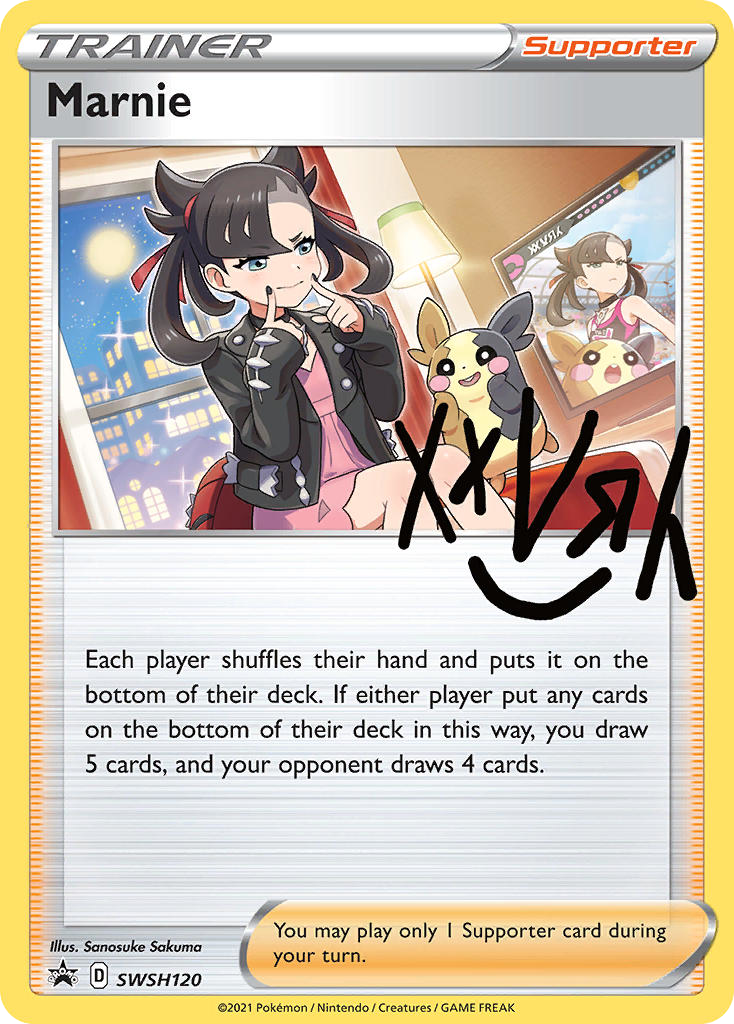 TRAINER
Supporter
Marnie
Each player shuffles their hand and puts it on the
bottom of their deck. If either player put any cards
on the bottom of their deck in this way, you draw
5 cards, and your opponent draws 4 cards.
You may play only 1 Supporter card during
your turn.
Illus. Sanosuke Sakuma
D SWSH120
©2021 Pokémon / Nintendo / Creatures / GAME FREAK